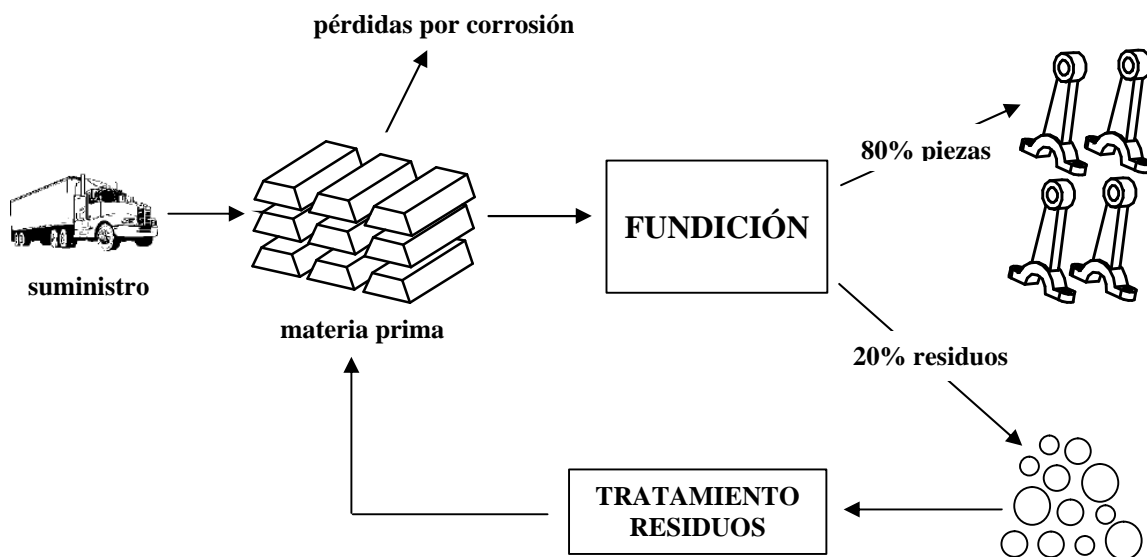 pérdidas por corrosión
80% piezas
FUNDICIÓN
suministro
materia prima
20% residuos
TRATAMIENTO
RESIDUOS